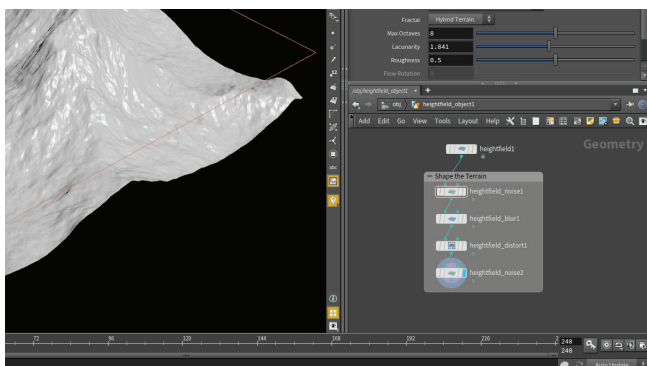 Fractal Hybrid Terrain
Max Octaves 8
Lacunarity 1.841
Roughness 0.5
Flow Rotation
/obj/heightfield_object1 × +
obj heightfield_object1
Add Edit Go View Tools Layout Help
Geometry
heightfield1
Shape the Terrain
heightfield_noise1
heightfield_blur1
heightfield_distort1
heightfield_noise2
abc
72 96 120 144 168 192 216
240
240
Auto Update